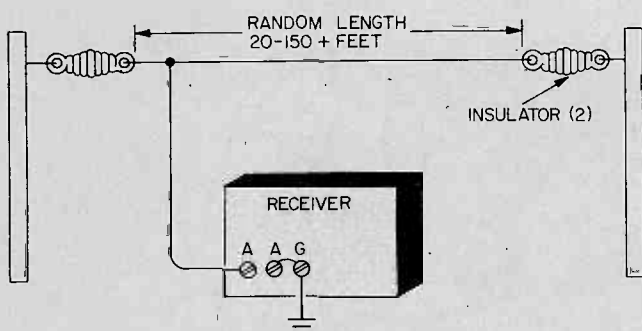 RANDOM LENGTH
20-150 + FEET
INSULATOR (2)
RECEIVER
A A G